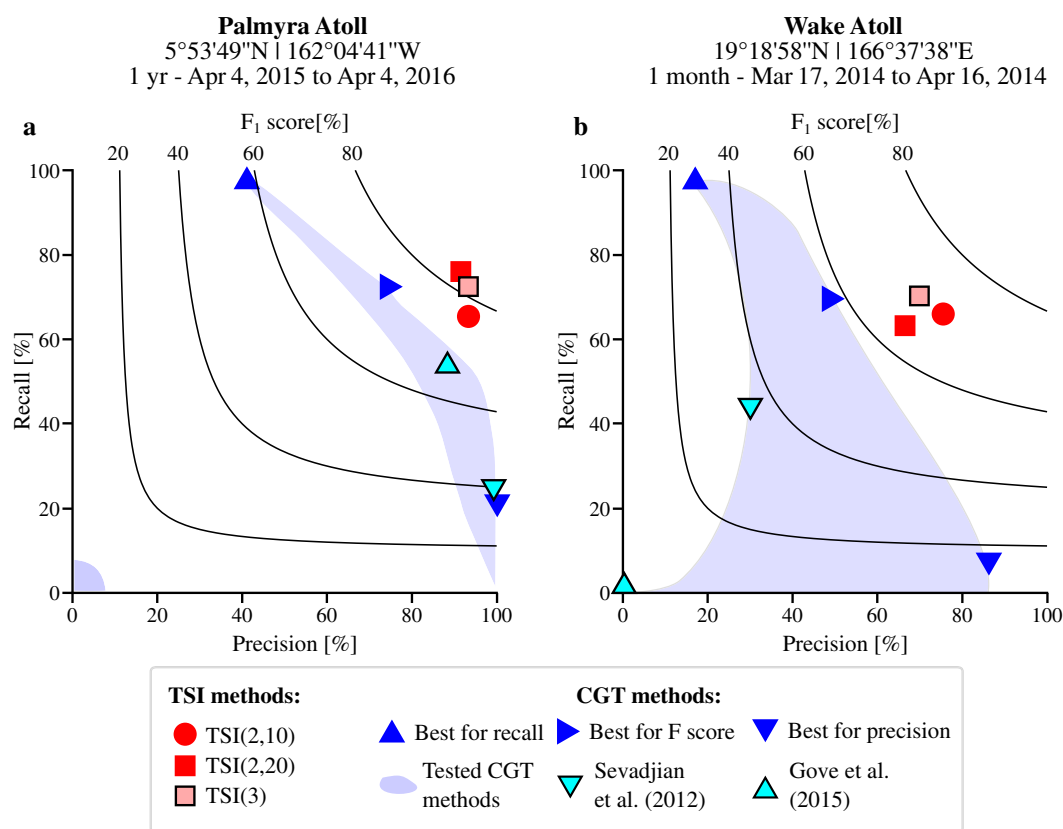 Palmyra Atoll
5°53'49"N | 162°04'41"W
1 yr - Apr 4, 2015 to Apr 4, 2016
Wake Atoll
19°18'58"N | 166°37'38"E
1 month - Mar 17, 2014 to Apr 16, 2014
a
F1 score[%]
20 40 60 80
100
80
60
40
20
0
Recall [%]
0 20 40 60 80 100
Precision [%]
b
F1 score[%]
20 40 60 80
100
80
60
40
20
0
Recall [%]
0 20 40 60 80 100
Precision [%]
TSI methods:
TSI(2,10)
TSI(2,20)
TSI(3)
CGT methods:
Best for recall
Best for F score
Best for precision
Tested CGT
methods
Sevadjian
et al. (2012)
Gove et al.
(2015)